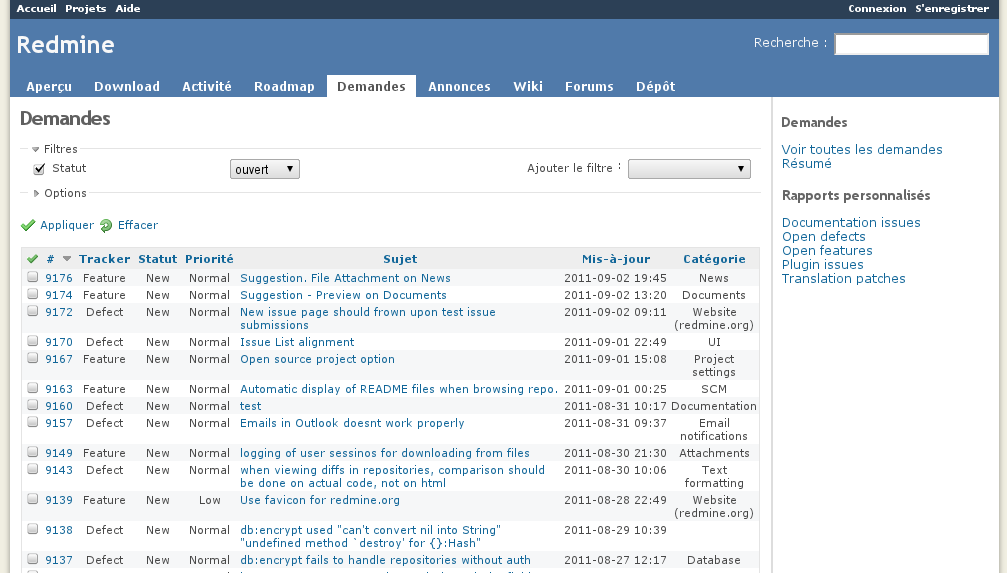 Accueil Projets Aide Connexion S'enregistrer
Redmine Recherche :
Aperçu Download Activité Roadmap Demandes Annonces Wiki Forums Dépôt
Demandes
Filtres
Statut ouvert Ajouter le filtre :
Options
Appliquer Effacer
# Tracker Statut Priorité Sujet Mis-à-jour Catégorie
9176 Feature New Normal Suggestion. File Attachment on News 2011-09-02 19:45 News
9174 Feature New Normal Suggestion - Preview on Documents 2011-09-02 13:20 Documents
9172 Defect New Normal New issue page should frown upon test issue 2011-09-02 09:11 Website
submissions (redmine.org)
9170 Defect New Normal Issue List alignment 2011-09-01 22:49 UI
9167 Feature New Normal Open source project option 2011-09-01 15:08 Project
settings
9163 Feature New Normal Automatic display of README files when browsing repo. 2011-09-01 00:25 SCM
9160 Defect New Normal test 2011-08-31 10:17 Documentation
9157 Defect New Normal Emails in Outlook doesnt work properly 2011-08-31 09:37 Email
notifications
9149 Feature New Normal logging of user sessinos for downloading from files 2011-08-30 21:30 Attachments
9143 Defect New Normal when viewing diffs in repositories, comparison should 2011-08-30 10:06 Text
be done on actual code, not on html formatting
9139 Feature New Low Use favicon for redmine.org 2011-08-28 22:49 Website
(redmine.org)
9138 Defect New Normal db:encrypt used "can't convert nil into String" 2011-08-29 10:39
"undefined method `destroy' for {}:Hash"
9137 Defect New Normal db:encrypt fails to handle repositories without auth 2011-08-27 12:17 Database
Demandes
Voir toutes les demandes
Résumé
Rapports personnalisés
Documentation issues
Open defects
Open features
Plugin issues
Translation patches